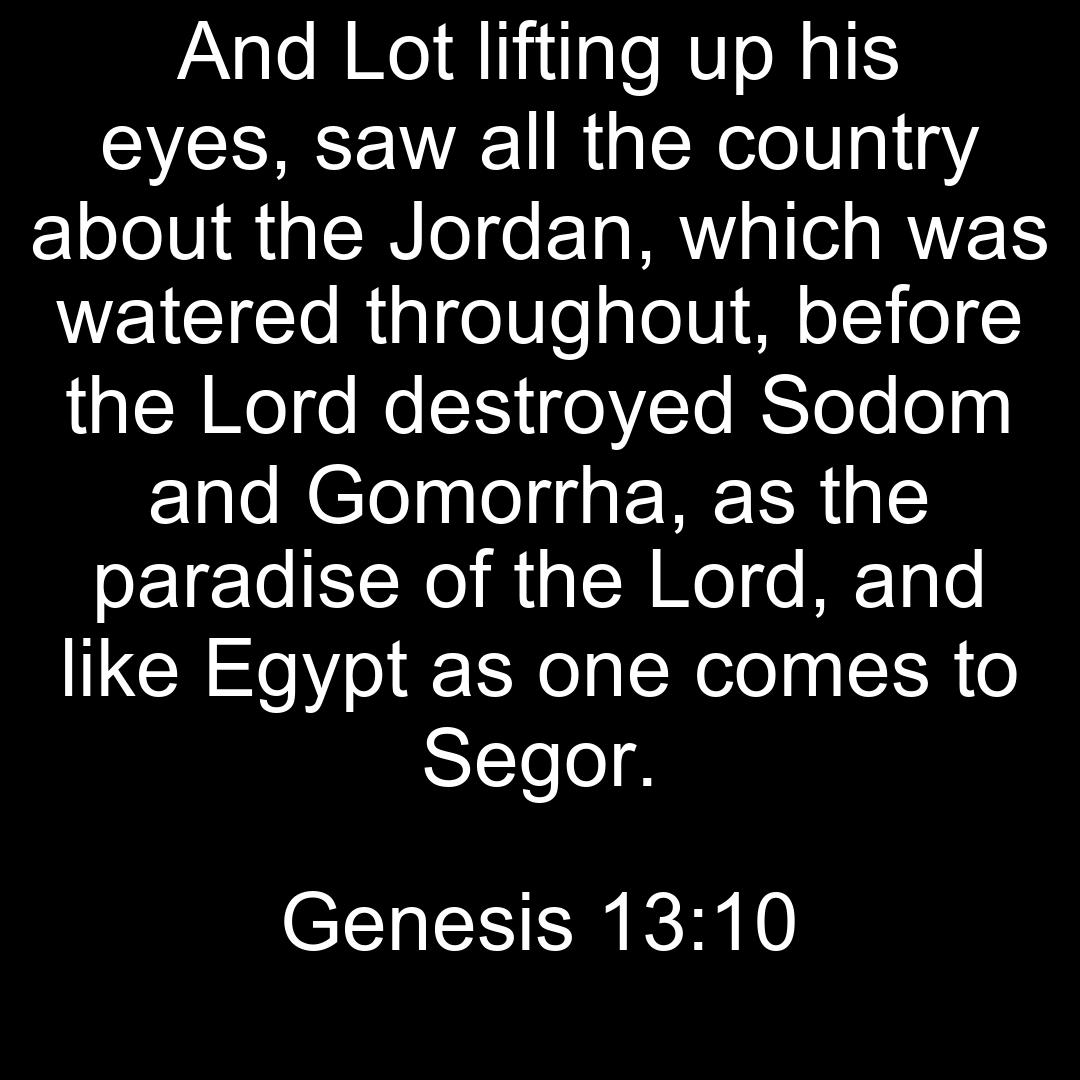 And Lot lifting up his
eyes, saw all the country
about the Jordan, which was
watered throughout, before
the Lord destroyed Sodom
and Gomorrha, as the
paradise of the Lord, and
like Egypt as one comes to
Segor.
Genesis 13:10